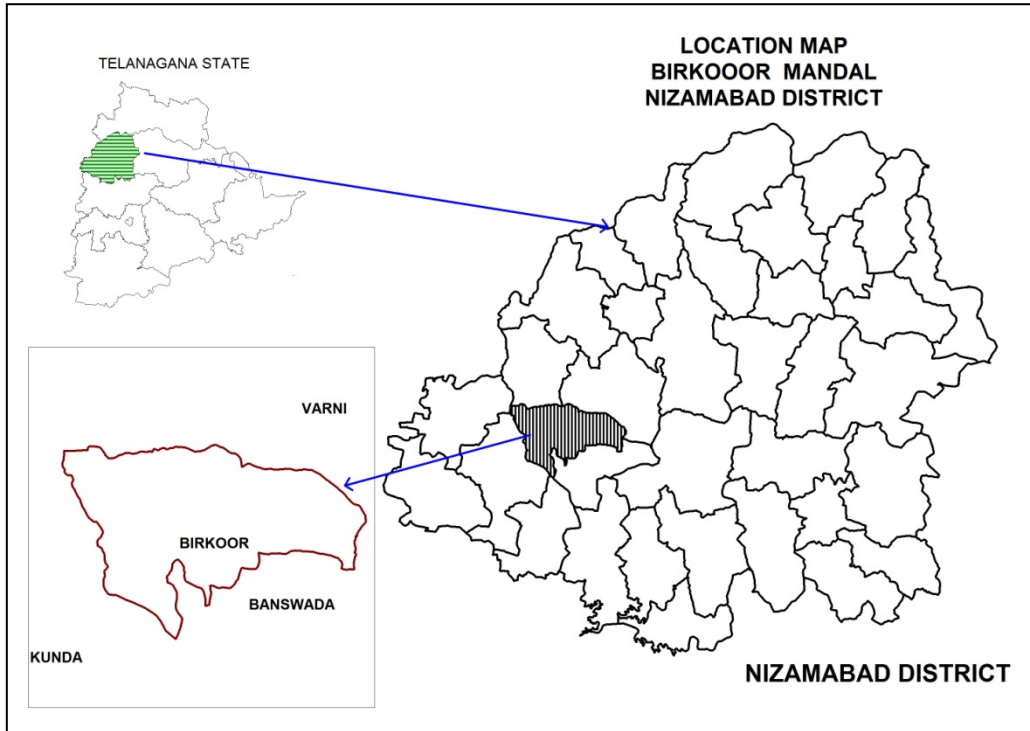 TELANAGANA STATE
LOCATION MAP
BIRKOOOR MANDAL
NIZAMABAD DISTRICT
VARNI
BIRKOOR
BANSWADA
KUNDA
NIZAMABAD DISTRICT